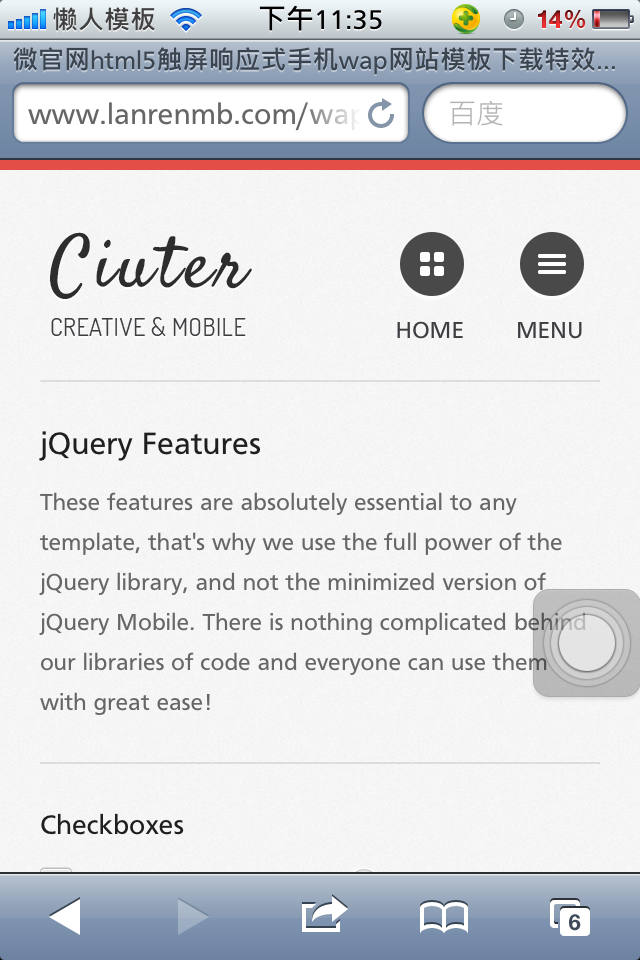 懒人模板 下午11:35 14%
微官网html5触屏响应式手机wap网站模板下载特效...
www.lanrenmb.com/wap 百度
Ciuter
CREATIVE & MOBILE
HOME MENU
jQuery Features
These features are absolutely essential to any
template, that's why we use the full power of the
jQuery library, and not the minimized version of
jQuery Mobile. There is nothing complicated behind
our libraries of code and everyone can use them
with great ease!
Checkboxes
6